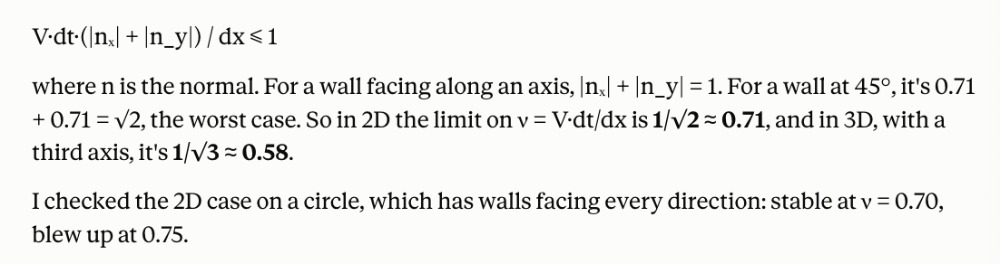 V·dt·(|nₓ| + |n_y|) / dx ⩽ 1
where n is the normal. For a wall facing along an axis, |nₓ| + |n_y| = 1. For a wall at 45°, it's 0.71
+ 0.71 = √2, the worst case. So in 2D the limit on ν = V·dt/dx is 1/√2 ≈ 0.71, and in 3D, with a
third axis, it's 1/√3 ≈ 0.58.
I checked the 2D case on a circle, which has walls facing every direction: stable at ν = 0.70,
blew up at 0.75.